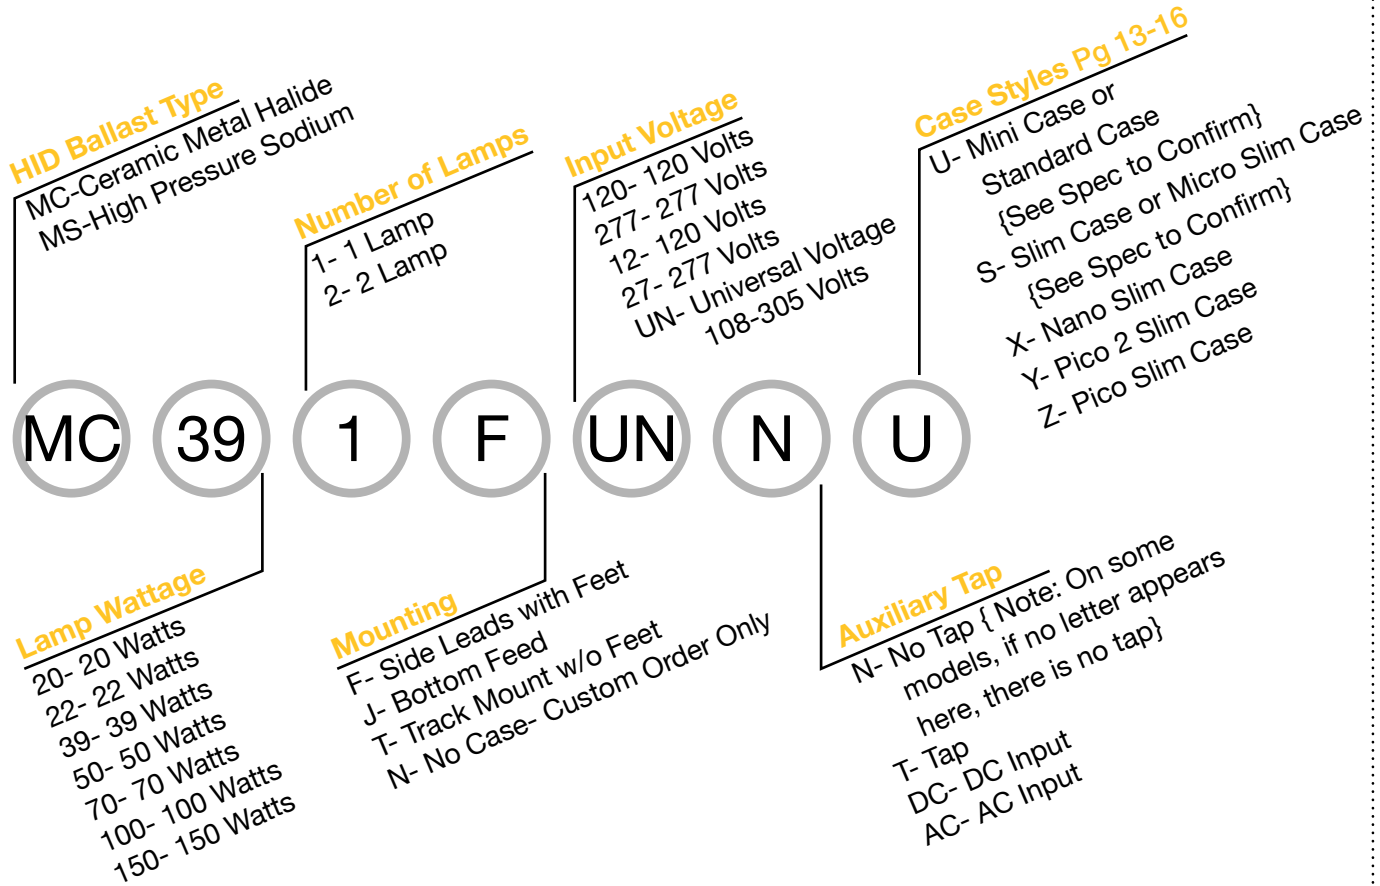 HID Ballast Type
MC-Ceramic Metal Halide
MS-High Pressure Sodium
Number of Lamps
1- 1 Lamp
2- 2 Lamp
Input Voltage
120- 120 Volts
277- 277 Volts
12- 120 Volts
27- 277 Volts
UN- Universal Voltage
108-305 Volts
Case Styles Pg 13-16
U- Mini Case or
Standard Case
{See Spec to Confirm}
S- Slim Case or Micro Slim Case
{See Spec to Confirm}
X- Nano Slim Case
Y- Pico 2 Slim Case
Z- Pico Slim Case
MC 39 1 F UN N U
Lamp Wattage
20- 20 Watts
22- 22 Watts
39- 39 Watts
50- 50 Watts
70- 70 Watts
100- 100 Watts
150- 150 Watts
Mounting
F- Side Leads with Feet
J- Bottom Feed
T- Track Mount w/o Feet
N- No Case- Custom Order Only
Auxiliary Tap
N- No Tap { Note: On some
models, if no letter appears
here, there is no tap}
T- Tap
DC- DC Input
AC- AC Input